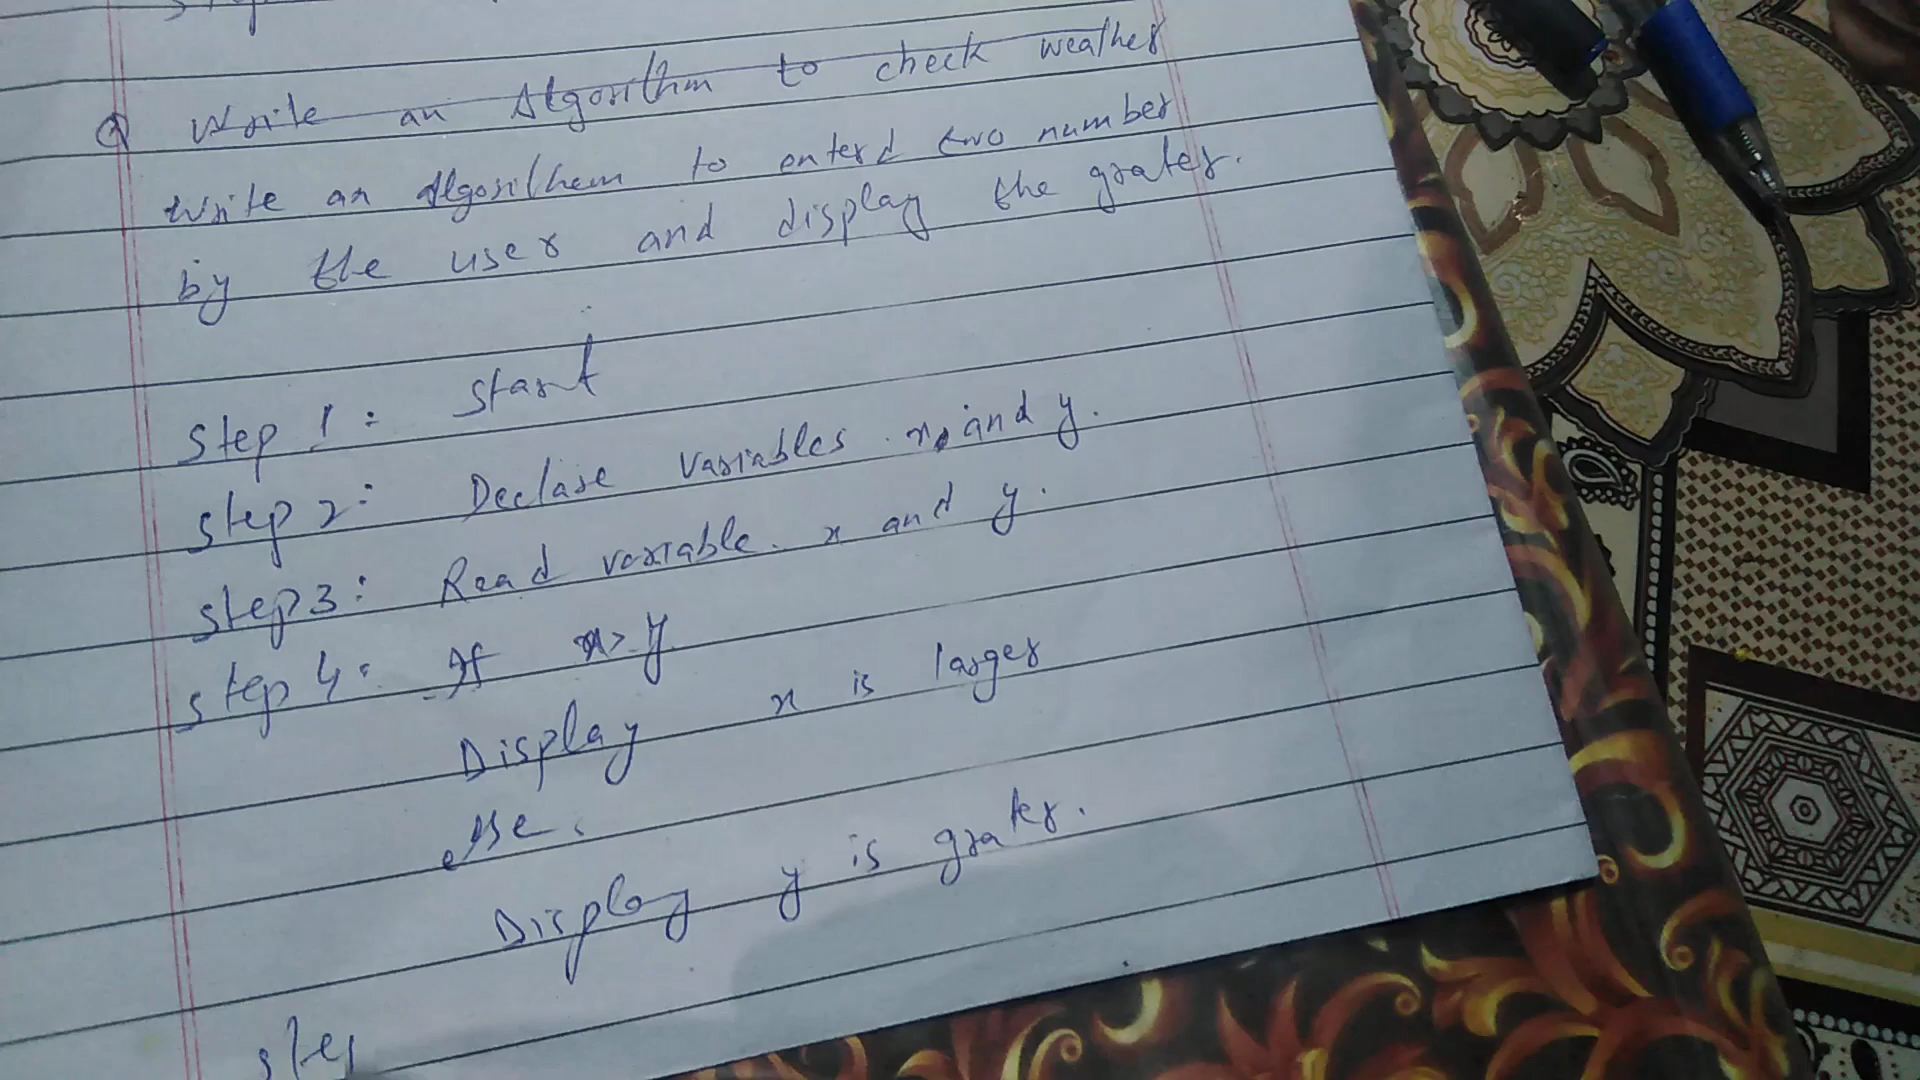 Q Write an Algorithm to check weather
Write an Algorithem to enterd two number
by the user and display the grater.
Step 1: Start
Step 2: Declare variables x, and y.
Step 3: Read variable. x and y.
Step 4: If x > y
Display x is larger
else.
Display y is grater.
step